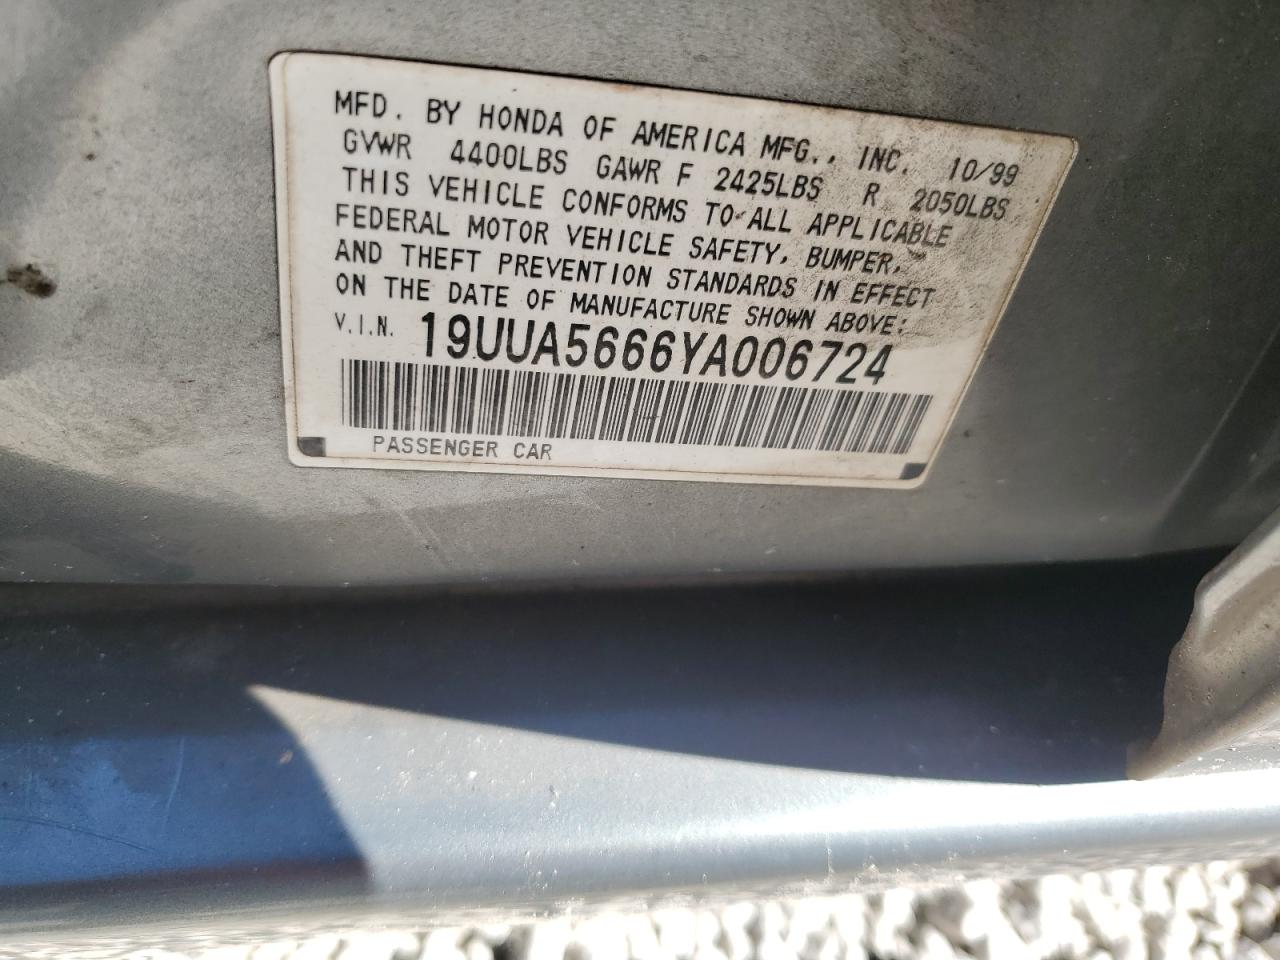 MFD. BY HONDA OF AMERICA MFG., INC. 10/99
GVWR 4400LBS GAWR F 2425LBS R 2050LBS
THIS VEHICLE CONFORMS TO ALL APPLICABLE
FEDERAL MOTOR VEHICLE SAFETY, BUMPER,
AND THEFT PREVENTION STANDARDS IN EFFECT
ON THE DATE OF MANUFACTURE SHOWN ABOVE:
V.I.N. 19UUA5666YA006724
PASSENGER CAR